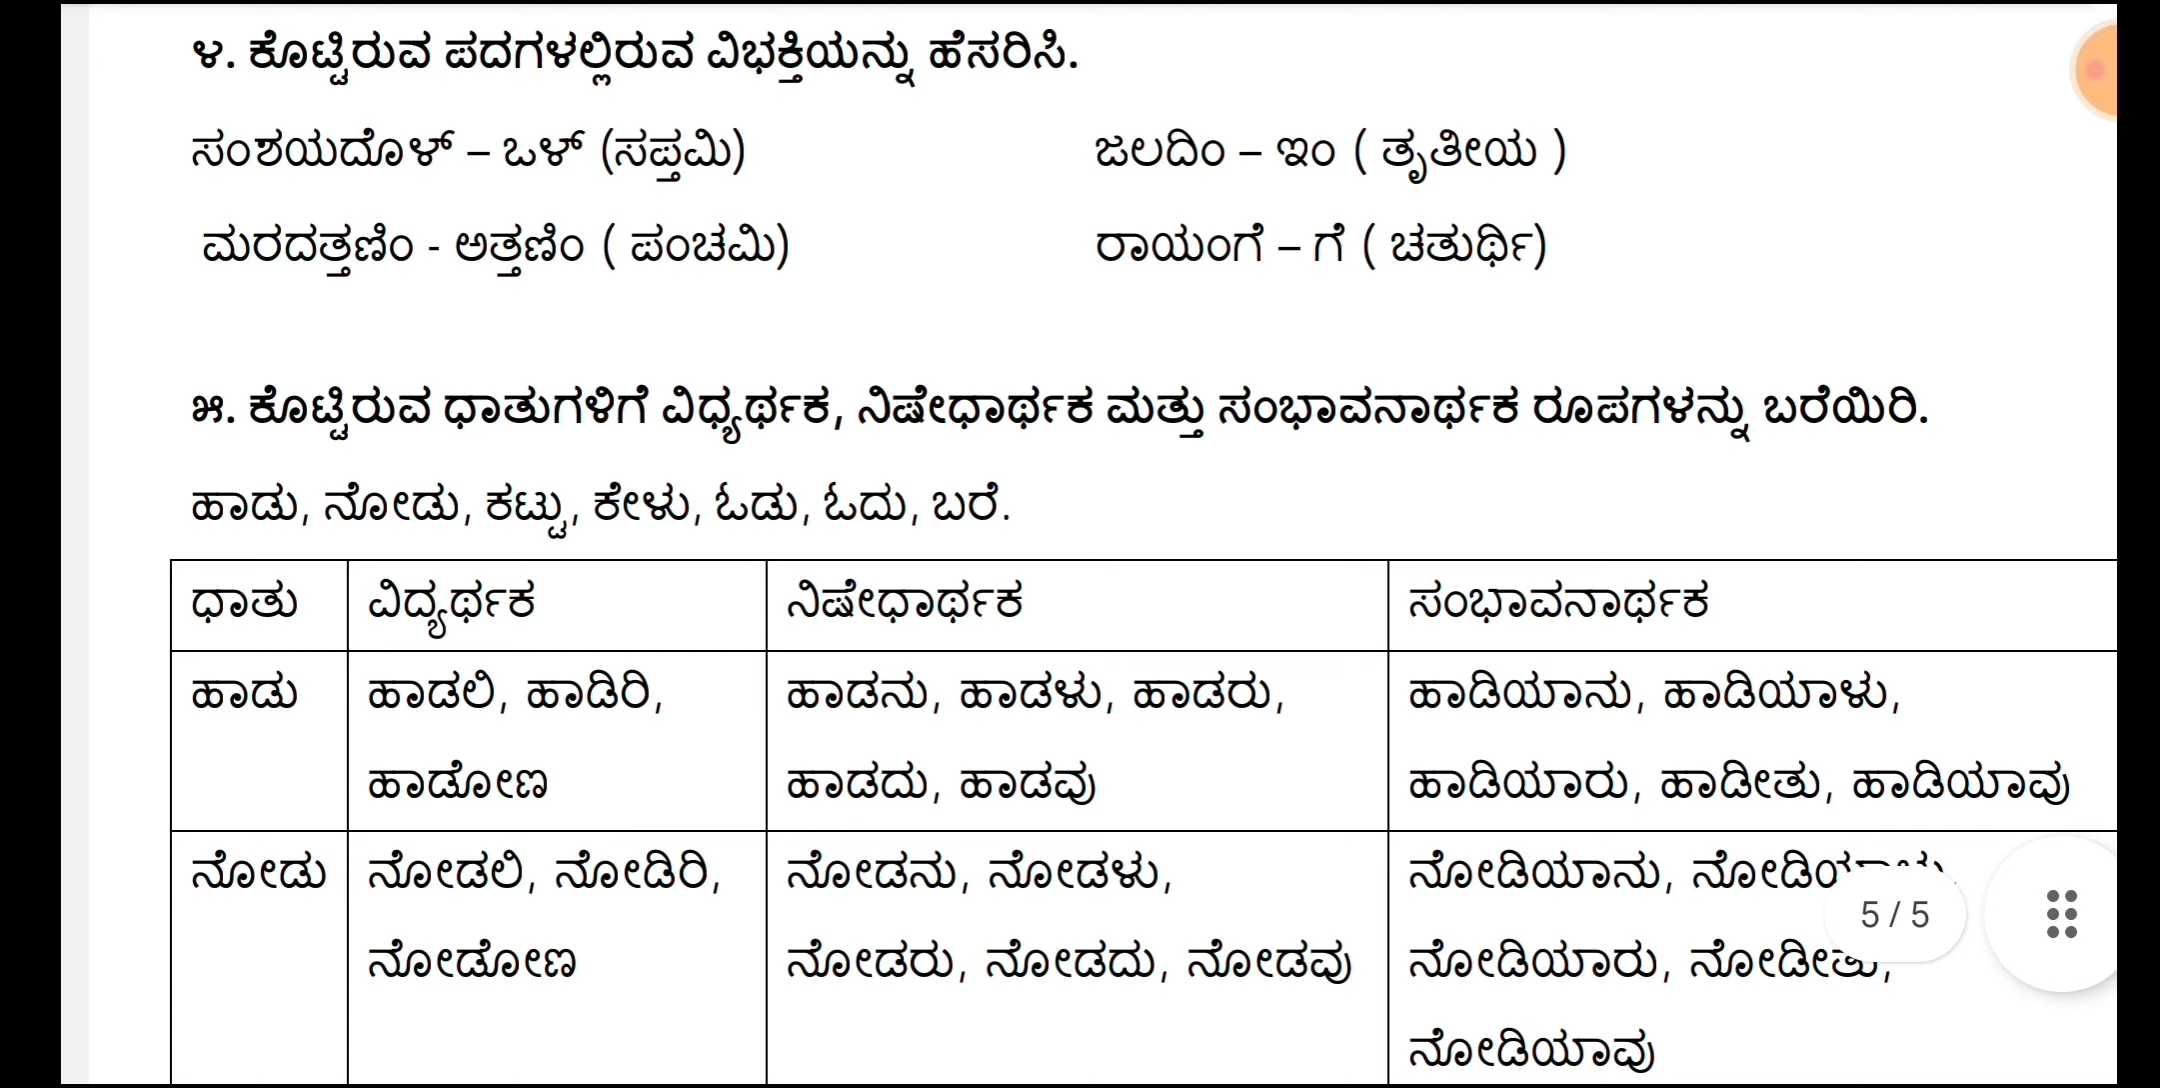 ೪. ಕೊಟ್ಟಿರುವ ಪದಗಳಲ್ಲಿರುವ ವಿಭಕ್ತಿಯನ್ನು ಹೆಸರಿಸಿ.
ಸಂಶಯದೊಳ್ – ಒಳ್ (ಸಪ್ತಮಿ) ಜಲದಿಂ – ಇಂ ( ತೃತೀಯ )
ಮರದತ್ತಣಿಂ - ಅತ್ತಣಿಂ ( ಪಂಚಮಿ) ರಾಯಂಗೆ – ಗೆ ( ಚತುರ್ಥಿ)
೫. ಕೊಟ್ಟಿರುವ ಧಾತುಗಳಿಗೆ ವಿಧ್ಯರ್ಥಕ, ನಿಷೇಧಾರ್ಥಕ ಮತ್ತು ಸಂಭಾವನಾರ್ಥಕ ರೂಪಗಳನ್ನು ಬರೆಯಿರಿ.
ಹಾಡು, ನೋಡು, ಕಟ್ಟು, ಕೇಳು, ಓಡು, ಓದು, ಬರೆ.
ಧಾತು ವಿದ್ಯರ್ಥಕ ನಿಷೇಧಾರ್ಥಕ ಸಂಭಾವನಾರ್ಥಕ
ಹಾಡು ಹಾಡಲಿ, ಹಾಡಿರಿ, ಹಾಡನು, ಹಾಡಳು, ಹಾಡರು, ಹಾಡಿಯಾನು, ಹಾಡಿಯಾಳು,
ಹಾಡೋಣ ಹಾಡದು, ಹಾಡವು ಹಾಡಿಯಾರು, ಹಾಡೀತು, ಹಾಡಿಯಾವು
ನೋಡು ನೋಡಲಿ, ನೋಡಿರಿ, ನೋಡನು, ನೋಡಳು, ನೋಡಿಯಾನು,
5 / 5
ನೋಡೋಣ ನೋಡರು, ನೋಡದು, ನೋಡವು ನೋಡಿಯಾರು, ನೋಡೀತು,
ನೋಡಿಯಾವು